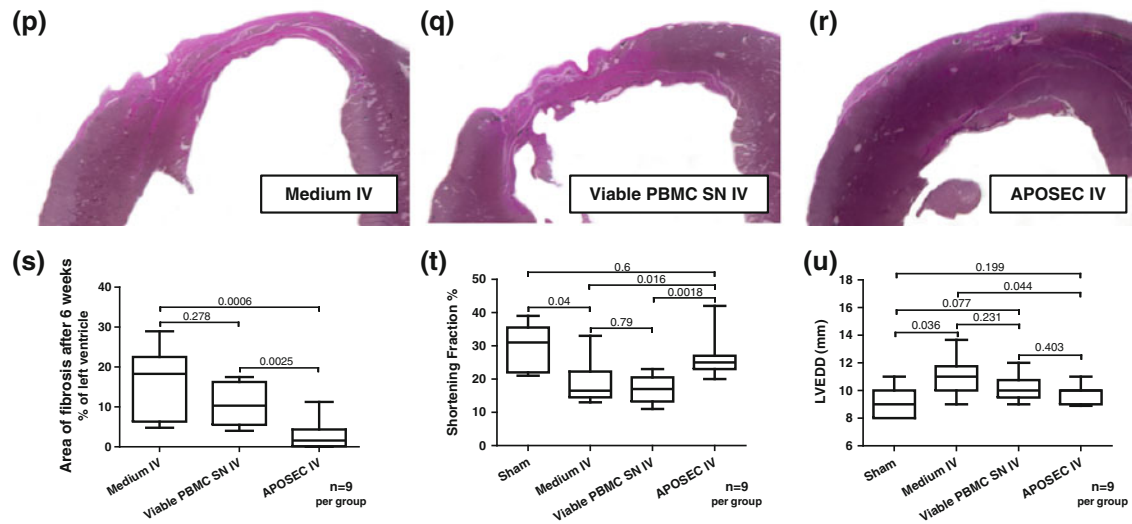 (p)
Medium IV
(q)
Viable PBMC SN IV
(r)
APOSEC IV
(s)
Area of fibrosis after 6 weeks
% of left ventricle
40
30
20
10
0
0.0006
0.278
0.0025
Medium IV
Viable PBMC SN IV
APOSEC IV
n=9
per group
(t)
Shortening Fraction %
50
40
30
20
10
0
0.6
0.016
0.04
0.0018
0.79
Sham
Medium IV
Viable PBMC SN IV
APOSEC IV
n=9
per group
(u)
LVEDD (mm)
18
16
14
12
10
8
6
0.199
0.044
0.077
0.036
0.231
0.403
Sham
Medium IV
Viable PBMC SN IV
APOSEC IV
n=9
per group